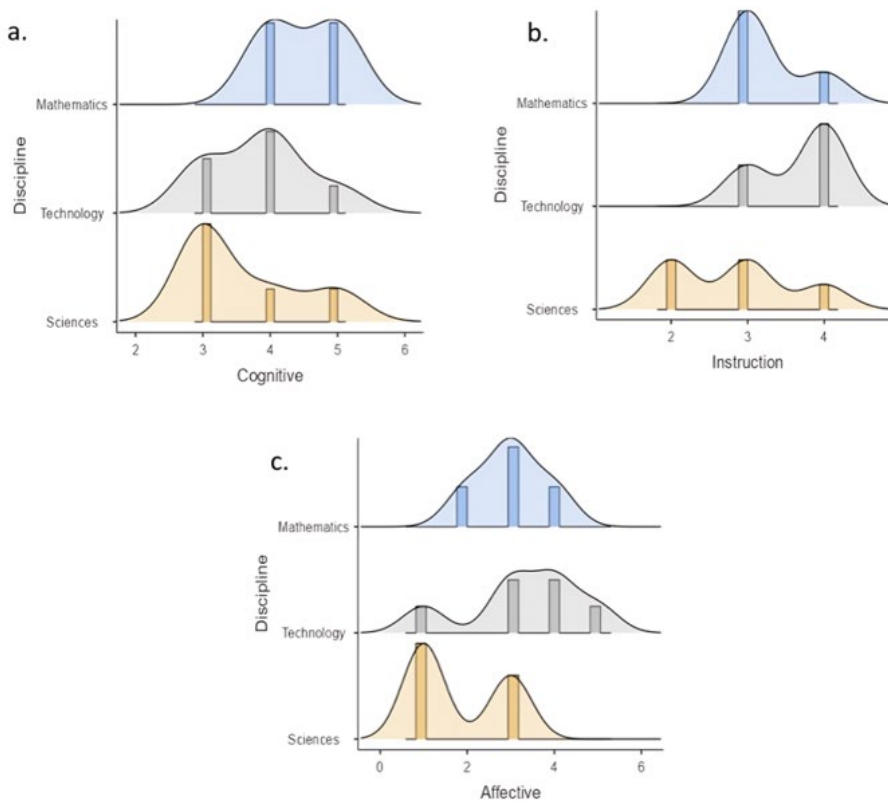 a.
Discipline
Mathematics
Technology
Sciences
2 3 4 5 6
Cognitive
b.
Discipline
Mathematics
Technology
Sciences
2 3 4
Instruction
c.
Discipline
Mathematics
Technology
Sciences
0 2 4 6
Affective